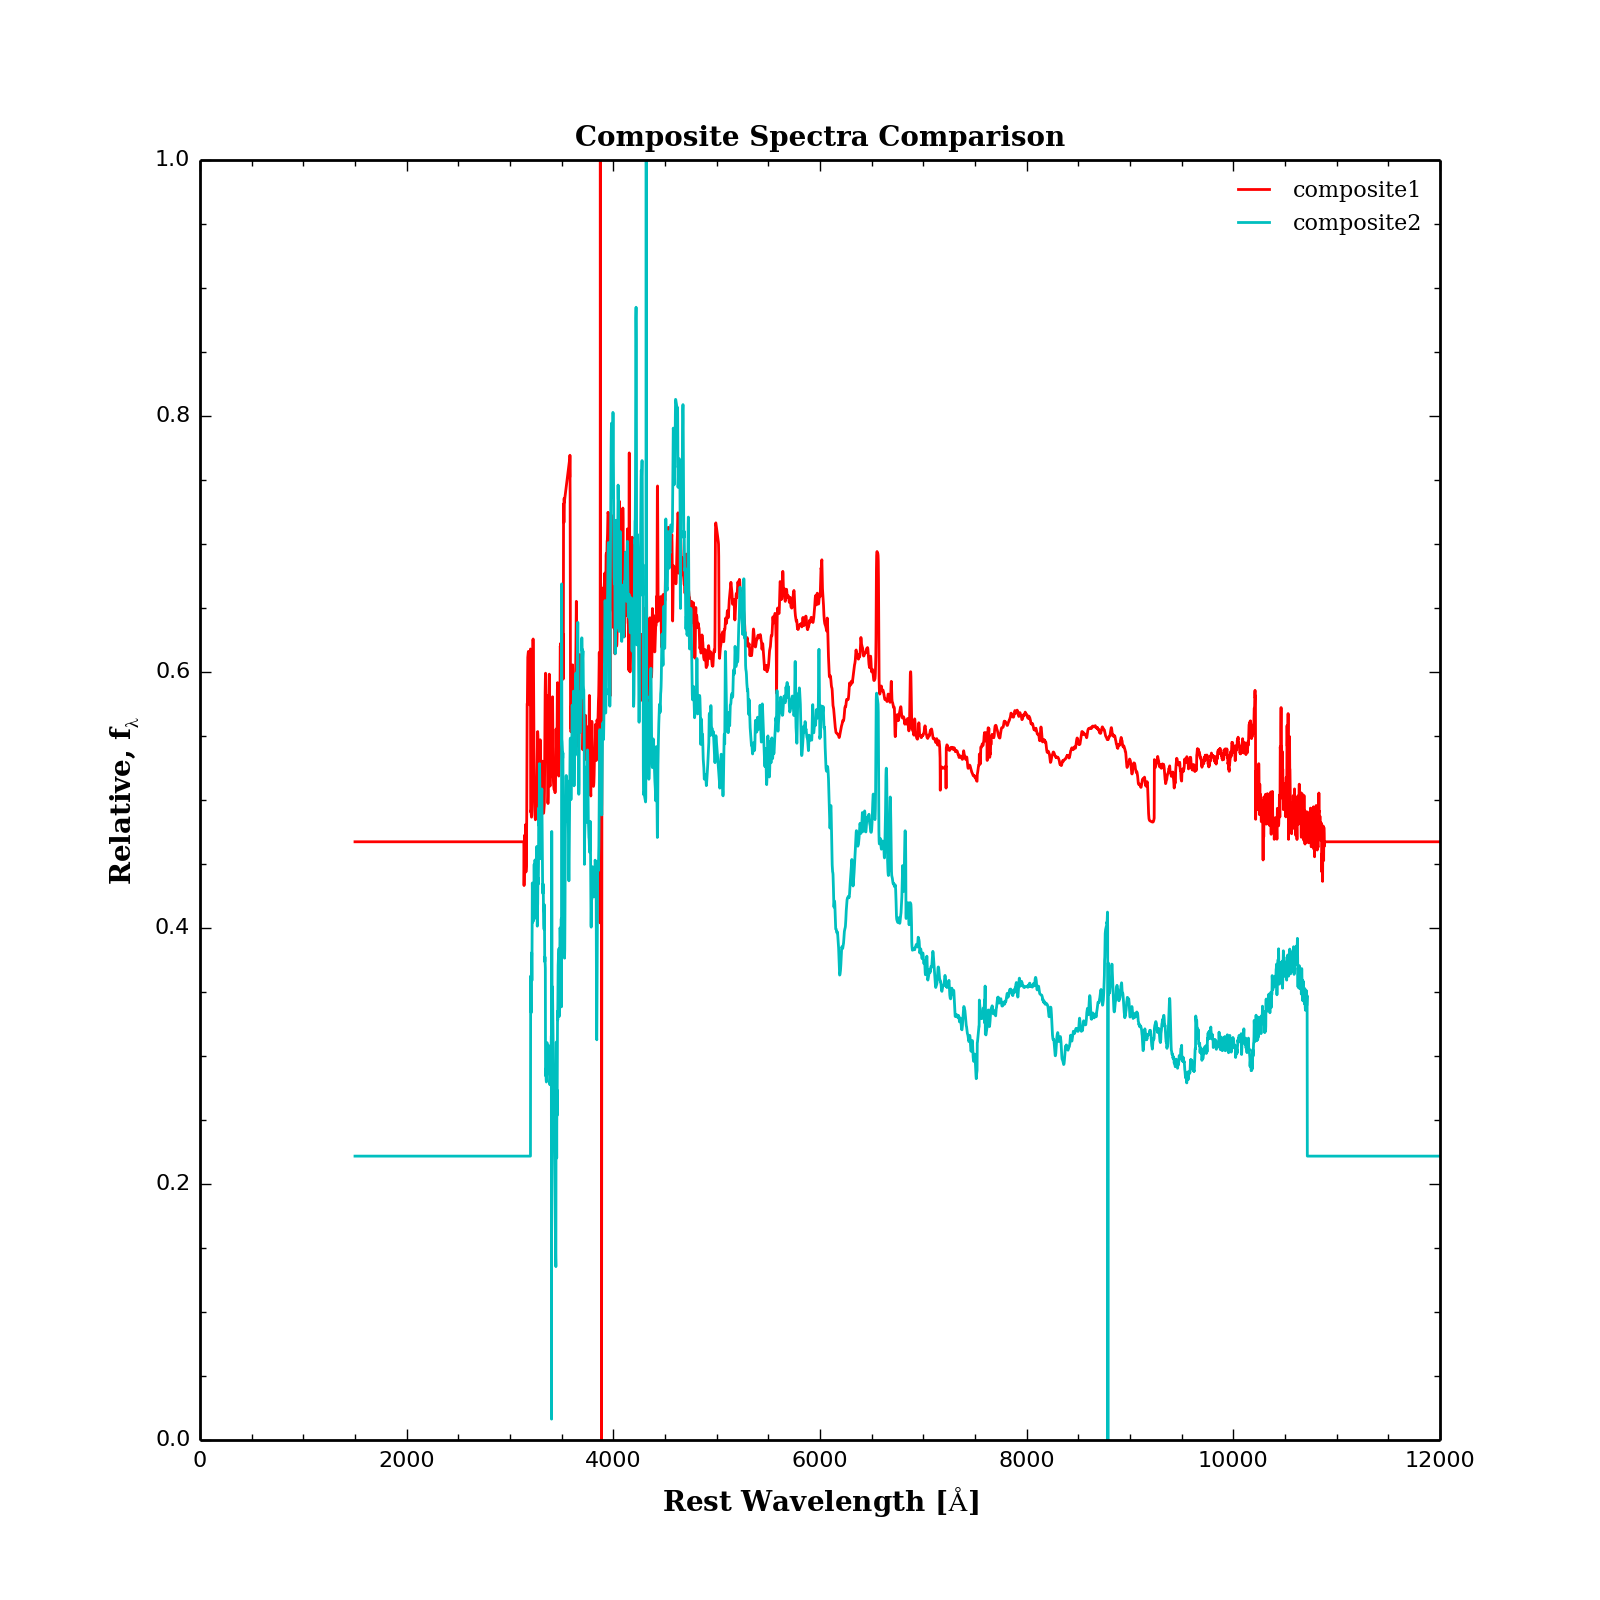 Composite Spectra Comparison
1.0
composite1
composite2
0.8
0.6
Relative, fλ
0.4
0.2
0.0
0 2000 4000 6000 8000 10000 12000
Rest Wavelength [Å]